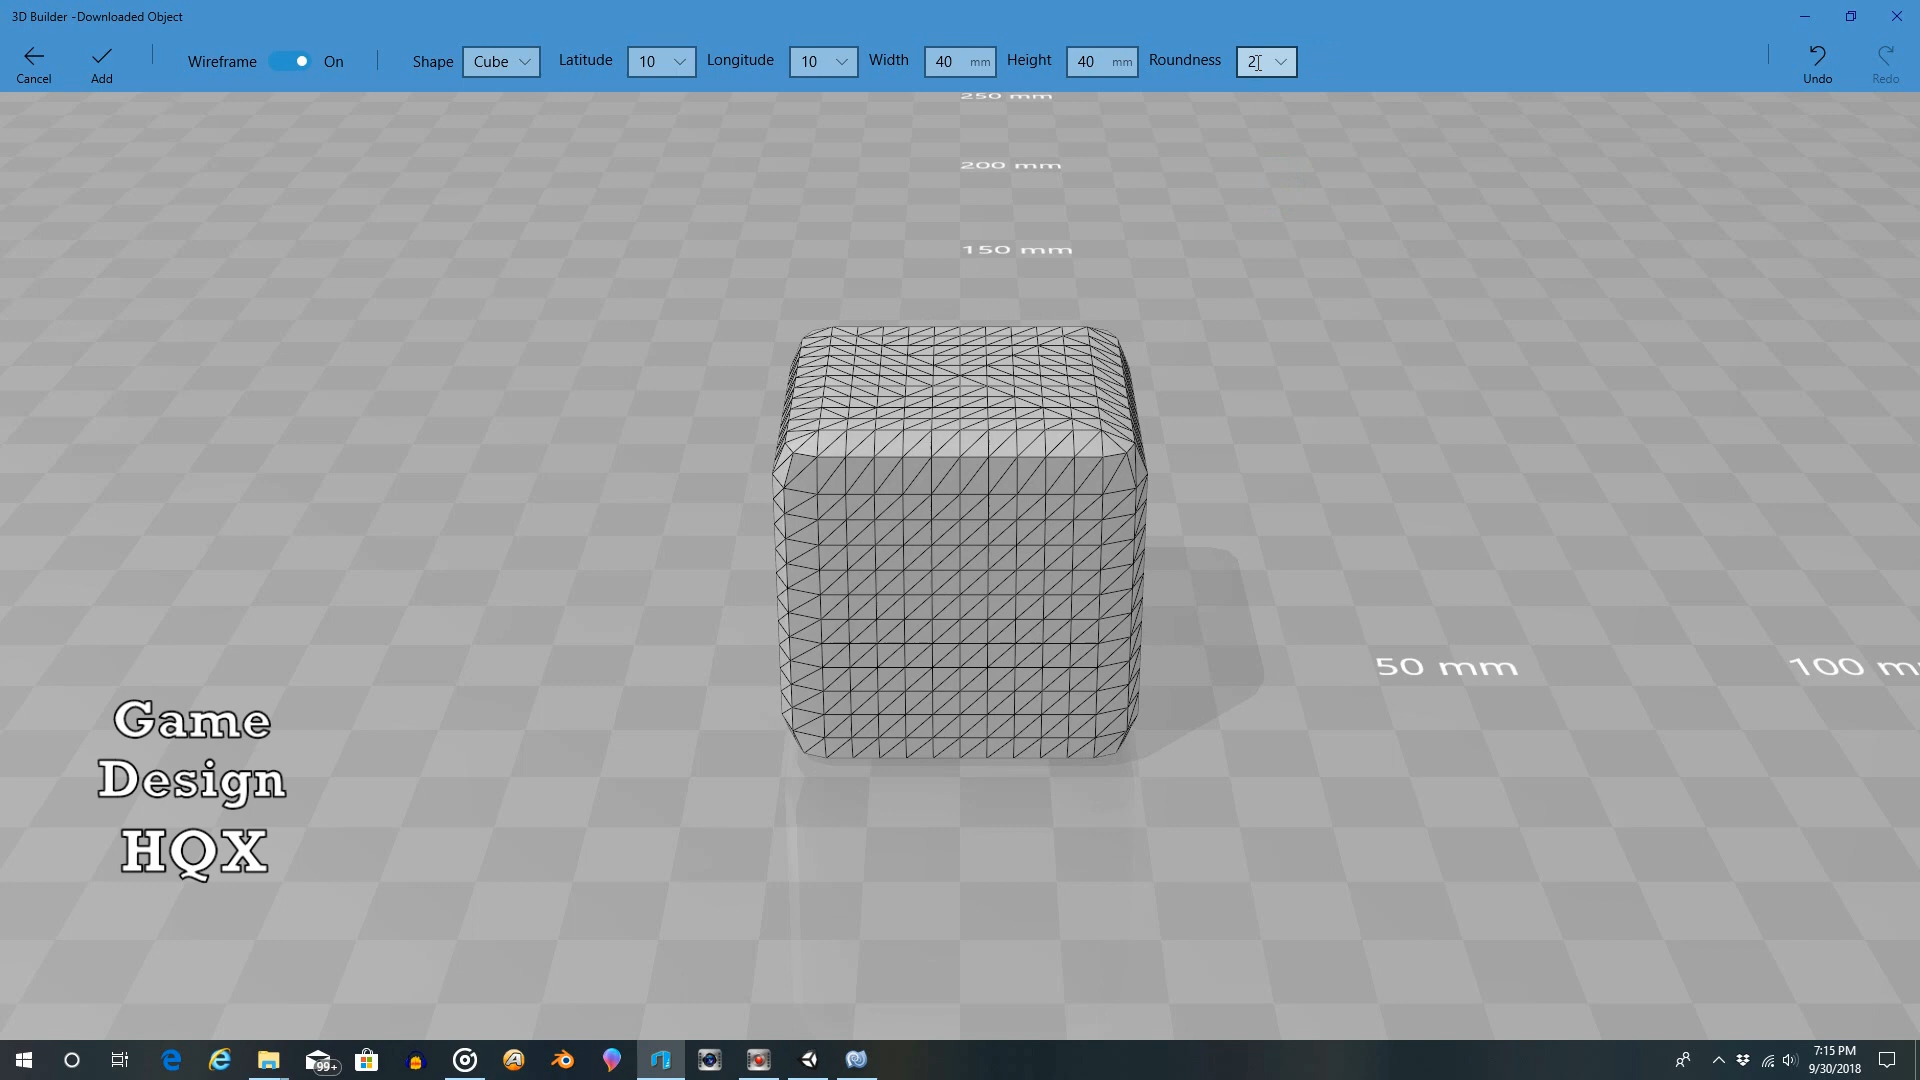 3D Builder -Downloaded Object
Cancel Add Wireframe On Shape Cube Latitude 10 Longitude 10 Width 40 mm Height 40 mm Roundness 2 Undo Redo
250 mm
200 mm
150 mm
50 mm
100 m
Game
Design
HQX
99+
7:15 PM
9/30/2018